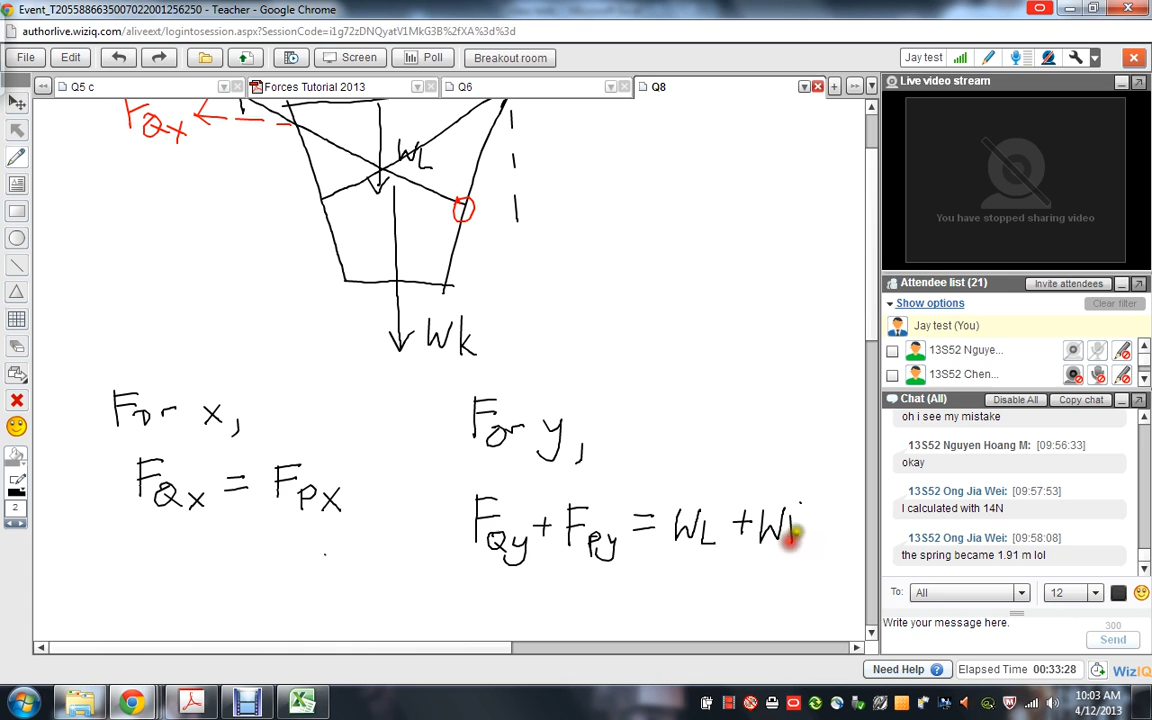 Event_T20558866350070220012562​50 - Teacher - Google Chrome
authorlive.wiziq.com/aliveext/logintosession.aspx?SessionCode=i1g72zDNQyatV1MkG3B%2fXA%3d%3d
File
Edit
Screen
Poll
Breakout room
Jay test
Q5 c
Forces Tutorial 2013
Q6
Q8
Live video stream
You have stopped sharing video
FQx
WL
Wk
For x,
FQx = FPx
For y,
FQy + FPy = WL + W
2
Attendee list (21)
Invite attendees
Show options
Clear filter
Jay test (You)
13S52 Nguye...
13S52 Chen...
Chat (All)
Disable All
Copy chat
oh i see my mistake
13S52 Nguyen Hoang M: [09:56:33]
okay
13S52 Ong Jia Wei: [09:57:53]
I calculated with 14N
13S52 Ong Jia Wei: [09:58:08]
the spring became 1.91 m lol
To:
All
12
Write your message here.
300
Send
Need Help ?
Elapsed Time 00:33:28
WizIQ
10:03 AM
4/12/2013